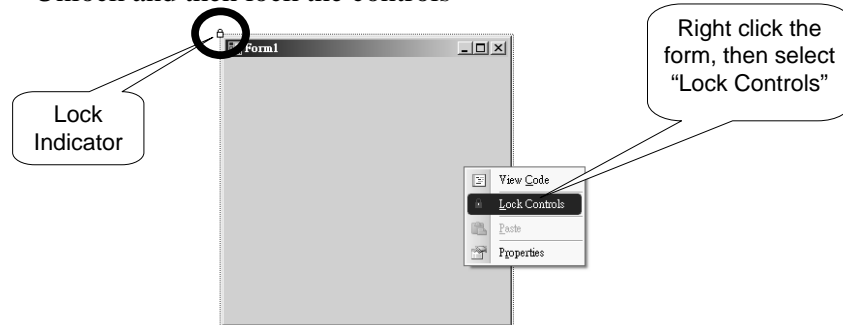 Unlock and then lock the controls
Form1
Right click the
form, then select
“Lock Controls”
Lock
Indicator
View Code
Lock Controls
Paste
Properties